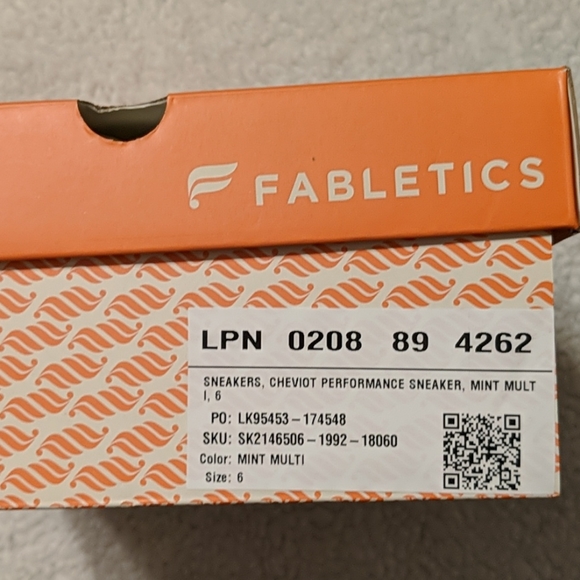 FABLETICS
LPN 0208 89 4262
SNEAKERS, CHEVIOT PERFORMANCE SNEAKER, MINT MULT
I, 6
PO: LK95453-174548
SKU: SK2146506-1992-18060
Color: MINT MULTI
Size: 6